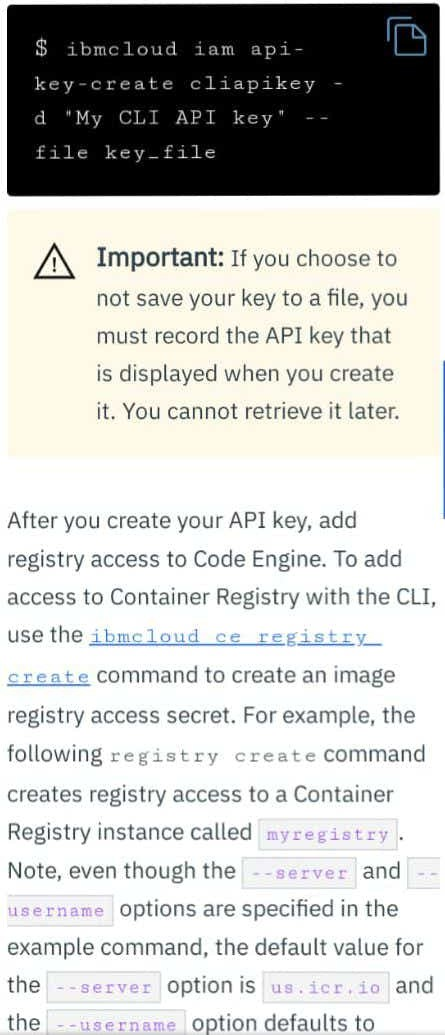 $ ibmcloud iam api-
key-create cliapikey -
d "My CLI API key" --
file key_file
Important: If you choose to
not save your key to a file, you
must record the API key that
is displayed when you create
it. You cannot retrieve it later.
After you create your API key, add
registry access to Code Engine. To add
access to Container Registry with the CLI,
use the ibmcloud ce registry
create command to create an image
registry access secret. For example, the
following registry create command
creates registry access to a Container
Registry instance called myregistry.
Note, even though the --server and --
username options are specified in the
example command, the default value for
the --server option is us.icr.io and
the --username option defaults to